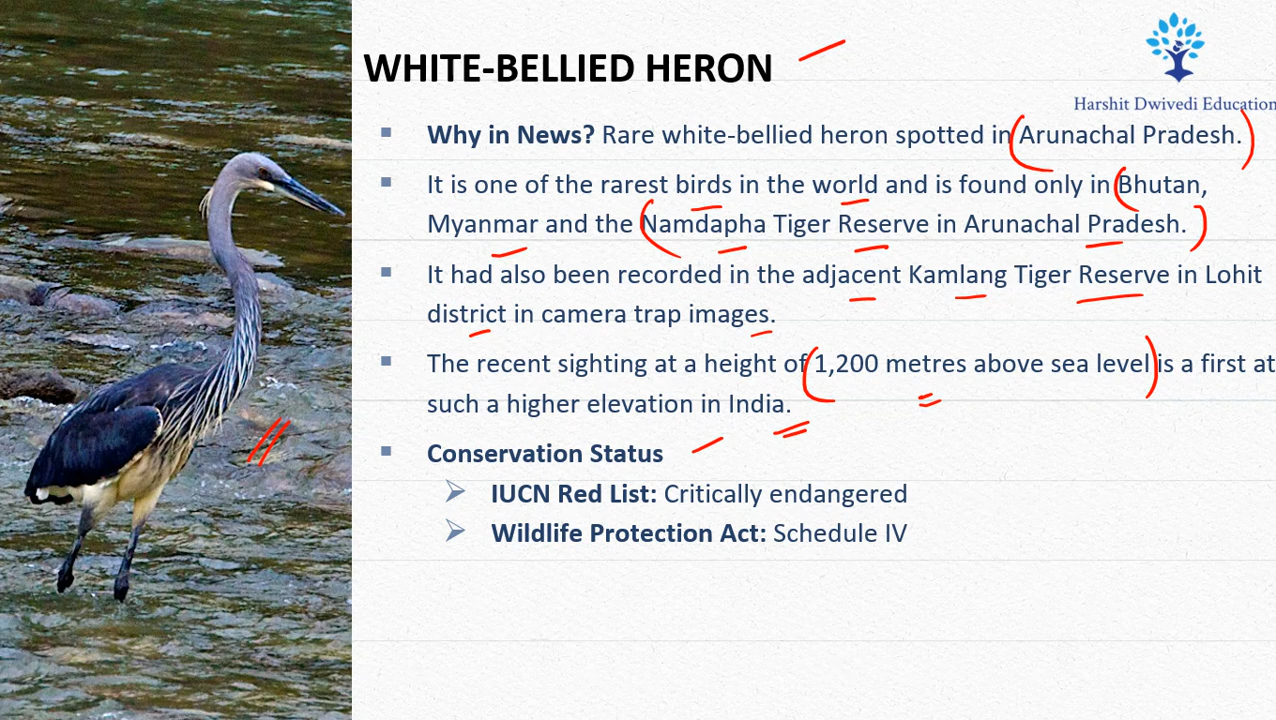 WHITE-BELLIED HERON
Harshit Dwivedi Education
Why in News? Rare white-bellied heron spotted in Arunachal Pradesh.
It is one of the rarest birds in the world and is found only in Bhutan,
Myanmar and the Namdapha Tiger Reserve in Arunachal Pradesh.
It had also been recorded in the adjacent Kamlang Tiger Reserve in Lohit
district in camera trap images.
The recent sighting at a height of 1,200 metres above sea level is a first at
such a higher elevation in India.
Conservation Status
IUCN Red List: Critically endangered
Wildlife Protection Act: Schedule IV